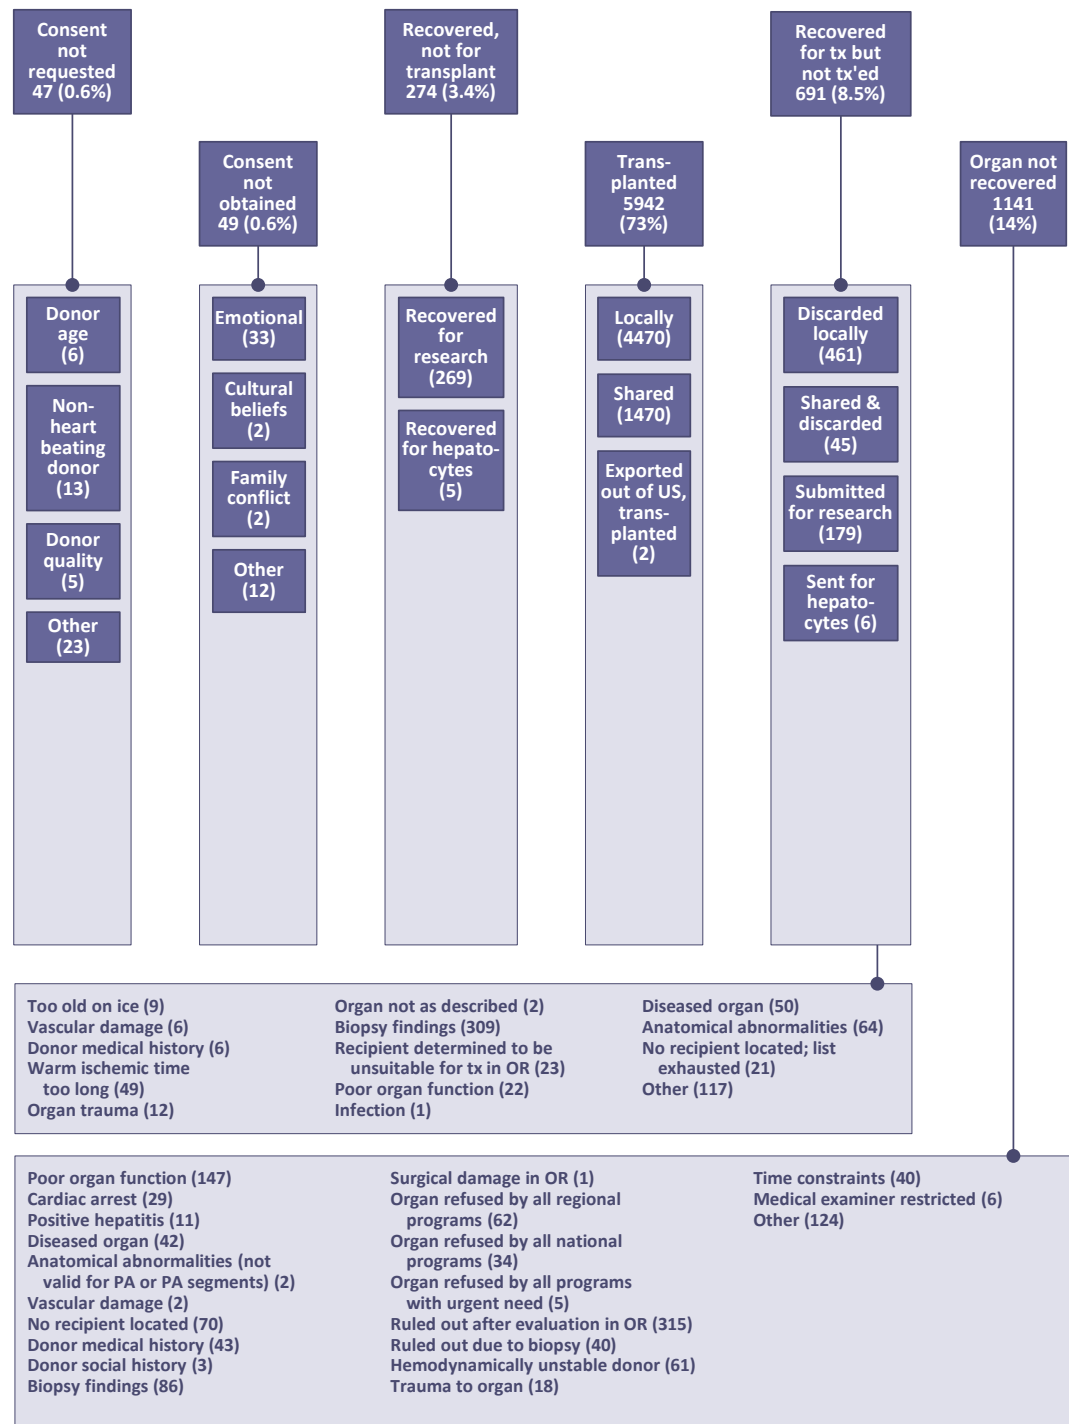 Consent
not
requested
47 (0.6%)
Consent
not
obtained
49 (0.6%)
Recovered,
not for
transplant
274 (3.4%)
Trans-
planted
5942
(73%)
Recovered
for tx but
not tx'ed
691 (8.5%)
Organ not
recovered
1141
(14%)
Donor
age
(6)
Non-
heart
beating
donor
(13)
Donor
quality
(5)
Other
(23)
Emotional
(33)
Cultural
beliefs
(2)
Family
conflict
(2)
Other
(12)
Recovered
for
research
(269)
Recovered
for hepato-
cytes
(5)
Locally
(4470)
Shared
(1470)
Exported
out of US,
trans-
planted
(2)
Discarded
locally
(461)
Shared &
discarded
(45)
Submitted
for research
(179)
Sent for
hepato-
cytes (6)
Too old on ice (9)
Vascular damage (6)
Donor medical history (6)
Warm ischemic time
too long (49)
Organ trauma (12)
Organ not as described (2)
Biopsy findings (309)
Recipient determined to be
unsuitable for tx in OR (23)
Poor organ function (22)
Infection (1)
Diseased organ (50)
Anatomical abnormalities (64)
No recipient located; list
exhausted (21)
Other (117)
Poor organ function (147)
Cardiac arrest (29)
Positive hepatitis (11)
Diseased organ (42)
Anatomical abnormalities (not
valid for PA or PA segments) (2)
Vascular damage (2)
No recipient located (70)
Donor medical history (43)
Donor social history (3)
Biopsy findings (86)
Surgical damage in OR (1)
Organ refused by all regional
programs (62)
Organ refused by all national
programs (34)
Organ refused by all programs
with urgent need (5)
Ruled out after evaluation in OR (315)
Ruled out due to biopsy (40)
Hemodynamically unstable donor (61)
Trauma to organ (18)
Time constraints (40)
Medical examiner restricted (6)
Other (124)